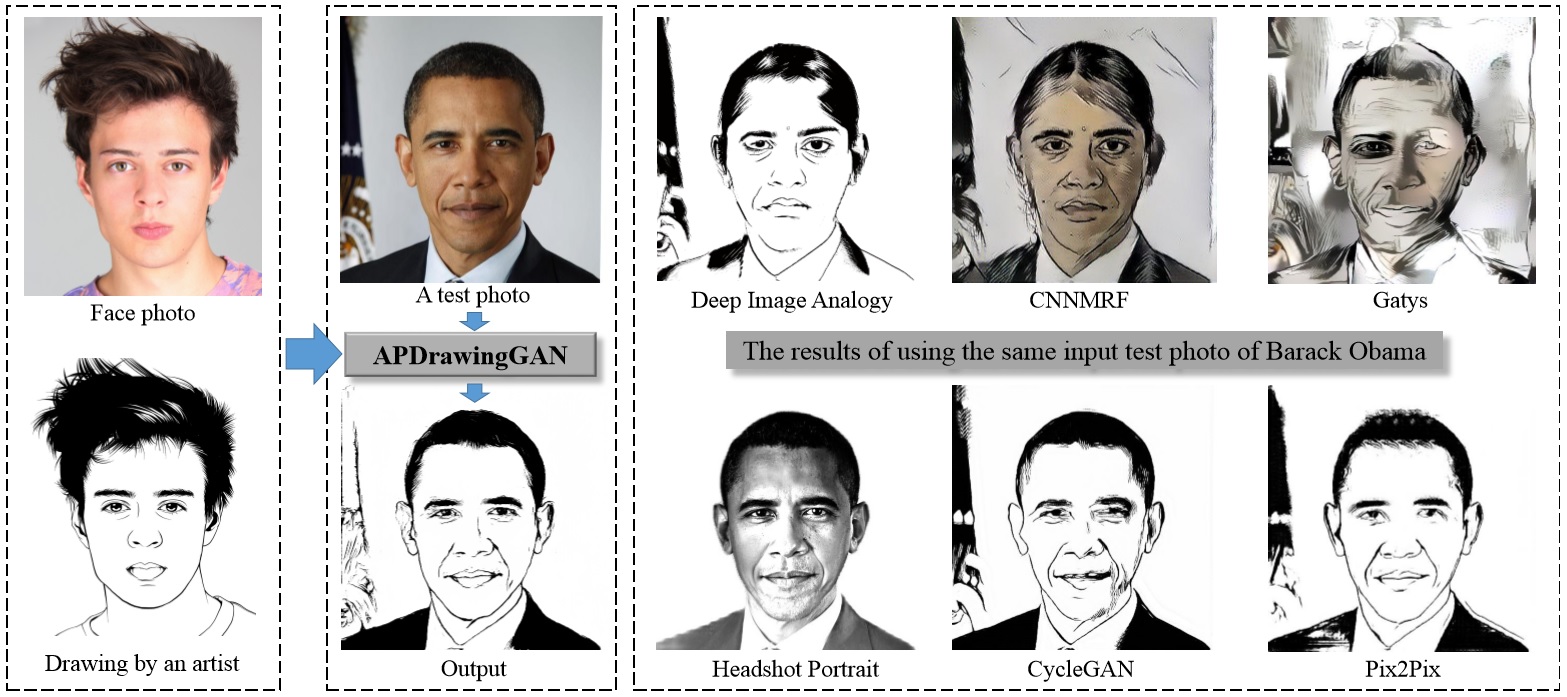 Face photo
Drawing by an artist
A test photo
APDrawingGAN
Output
Deep Image Analogy
CNNMRF
Gatys
The results of using the same input test photo of Barack Obama
Headshot Portrait
CycleGAN
Pix2Pix